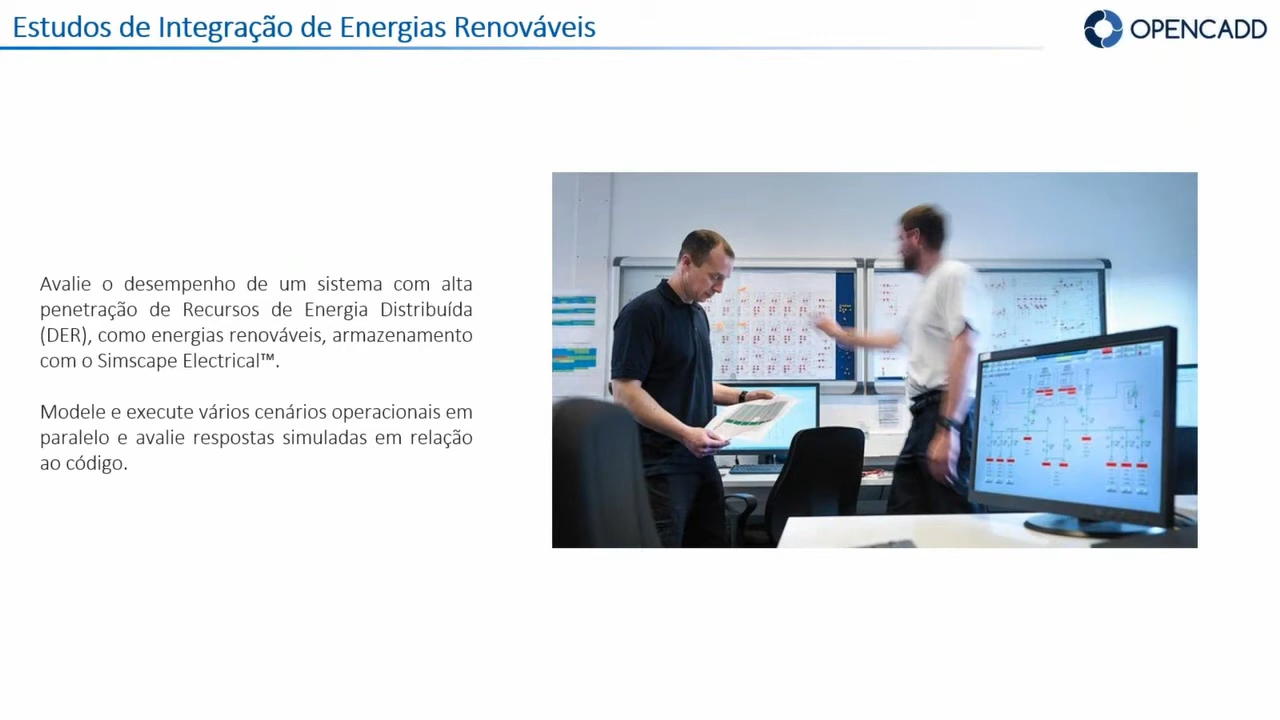 Estudos de Integração de Energias Renováveis
OPENCADD
Avalie o desempenho de um sistema com alta
penetração de Recursos de Energia Distribuída
(DER), como energias renováveis, armazenamento
com o Simscape Electrical™.
Modele e execute vários cenários operacionais em
paralelo e avalie respostas simuladas em relação
ao código.